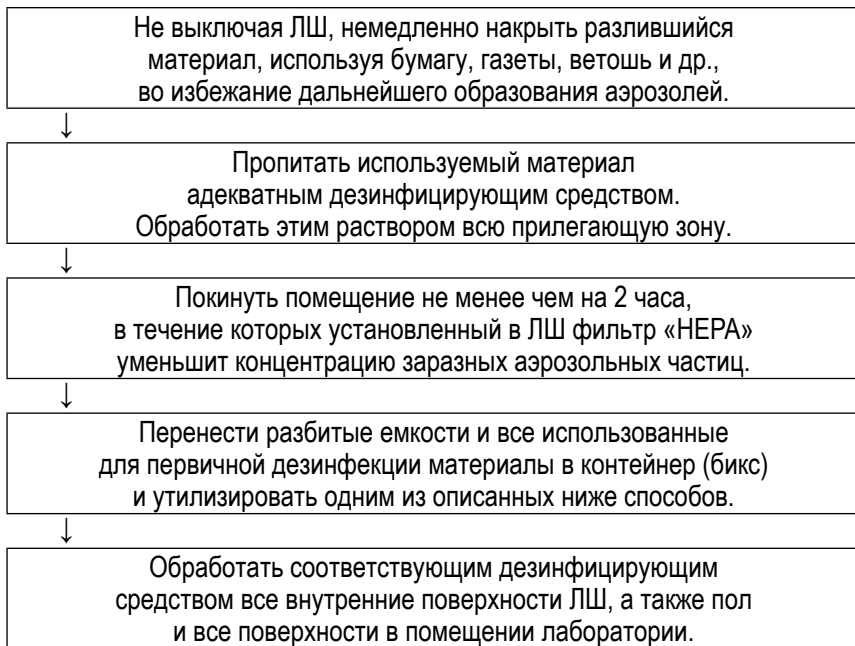 Не выключая ЛШ, немедленно накрыть разлившийся
материал, используя бумагу, газеты, ветошь и др.,
во избежание дальнейшего образования аэрозолей.
↓
Пропитать используемый материал
адекватным дезинфицирующим средством.
Обработать этим раствором всю прилегающую зону.
↓
Покинуть помещение не менее чем на 2 часа,
в течение которых установленный в ЛШ фильтр «НЕРА»
уменьшит концентрацию заразных аэрозольных частиц.
↓
Перенести разбитые емкости и все использованные
для первичной дезинфекции материалы в контейнер (бикс)
и утилизировать одним из описанных ниже способов.
↓
Обработать соответствующим дезинфицирующим
средством все внутренние поверхности ЛШ, а также пол
и все поверхности в помещении лаборатории.